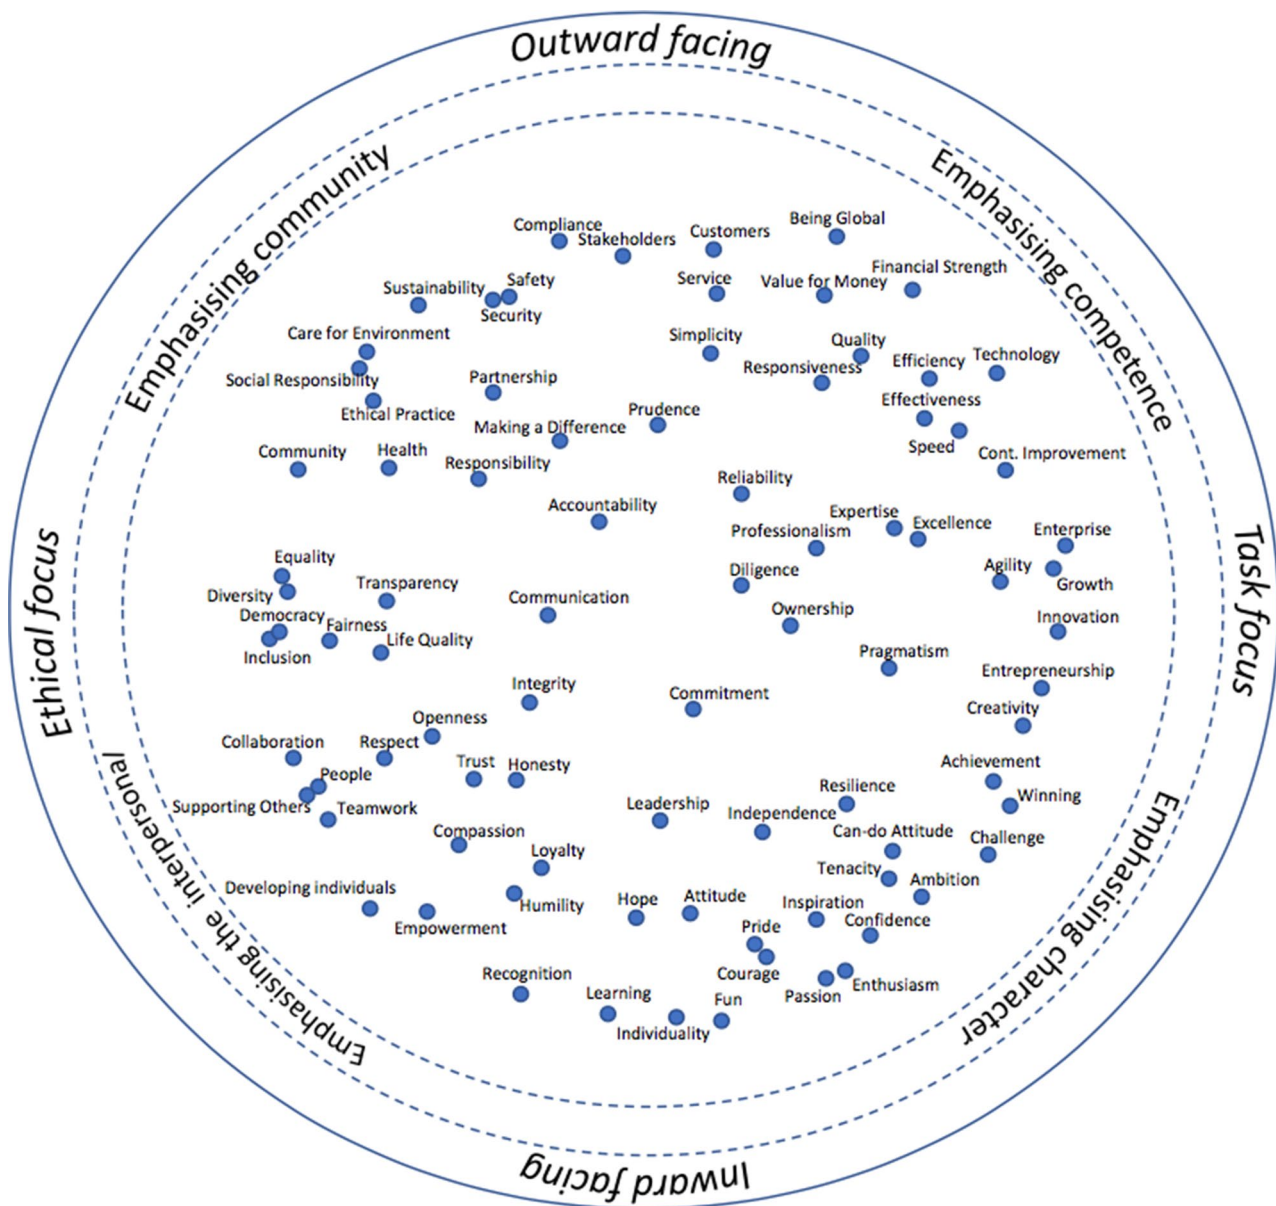 Outward facing
Emphasising community
Emphasising competence
Being Global
Compliance
Customers
Stakeholders
Financial Strength
Safety
Service
Value for Money
Sustainability
Security
Care for Environment
Simplicity
Quality
Technology
Efficiency
Responsiveness
Social Responsibility
Partnership
Effectiveness
Ethical Practice
Prudence
Making a Difference
Speed
Community
Health
Cont. Improvement
Responsibility
Reliability
Accountability
Expertise
Excellence
Professionalism
Enterprise
Ethical focus
Task focus
Equality
Agility
Diligence
Transparency
Growth
Diversity
Communication
Ownership
Democracy
Innovation
Fairness
Life Quality
Pragmatism
Inclusion
Entrepreneurship
Integrity
Commitment
Creativity
Openness
Collaboration
Respect
Achievement
Trust
Honesty
People
Resilience
Winning
Supporting Others
Teamwork
Leadership
Independence
Compassion
Can-do Attitude
Challenge
Loyalty
Tenacity
Ambition
Developing individuals
Hope
Attitude
Inspiration
Humility
Confidence
Empowerment
Pride
Recognition
Courage
Enthusiasm
Learning
Fun
Passion
Individuality
Emphasising the interpersonal
Emphasising character
Inward facing